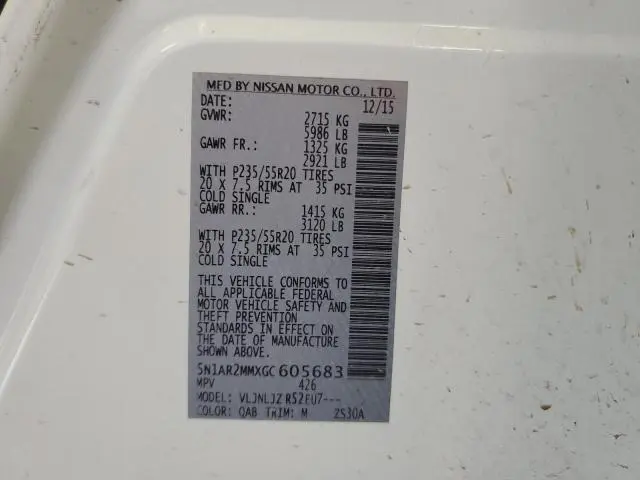 MFD BY NISSAN MOTOR CO., LTD.
DATE: 12/15
GVWR: 2715 KG
5986 LB
GAWR FR.: 1325 KG
2921 LB
WITH P235/55R20 TIRES
20 X 7.5 RIMS AT 35 PSI
COLD SINGLE
GAWR RR.: 1415 KG
3120 LB
WITH P235/55R20 TIRES
20 X 7.5 RIMS AT 35 PSI
COLD SINGLE
THIS VEHICLE CONFORMS TO
ALL APPLICABLE FEDERAL
MOTOR VEHICLE SAFETY AND
THEFT PREVENTION
STANDARDS IN EFFECT ON
THE DATE OF MANUFACTURE
SHOWN ABOVE.
5N1AR2MMXGC605683
MPV 426
MODEL:
COLOR: QAB TRIM: M 2S30A